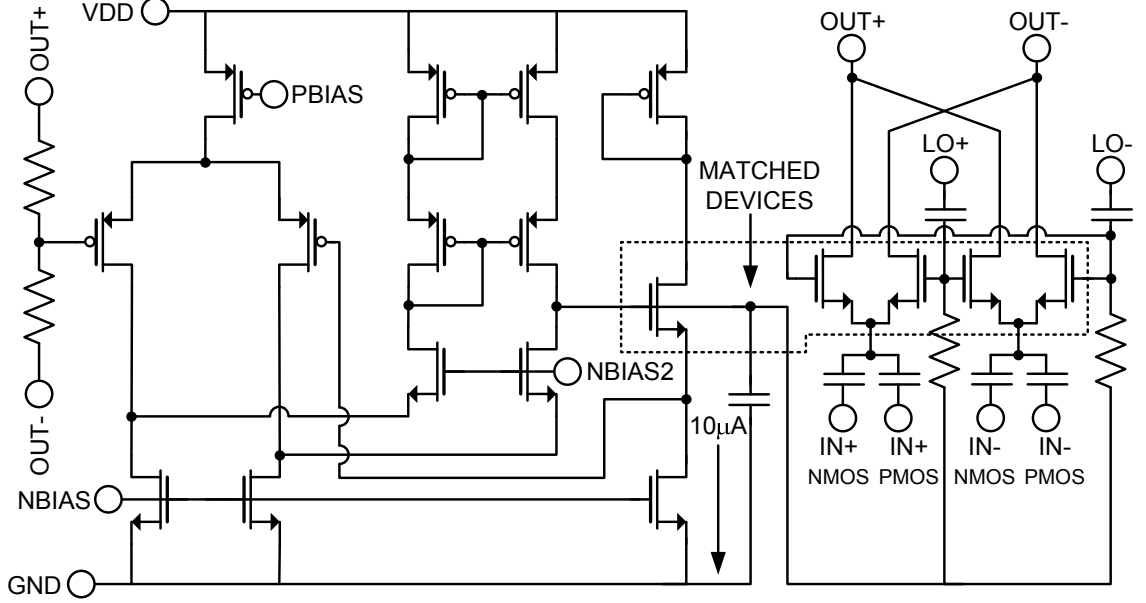 VDD
OUT+
PBIAS
OUT-
NBIAS
GND
NBIAS2
10μA
MATCHED
DEVICES
OUT+
OUT-
LO+
LO-
IN+
IN+
IN-
IN-
NMOS
PMOS
NMOS
PMOS